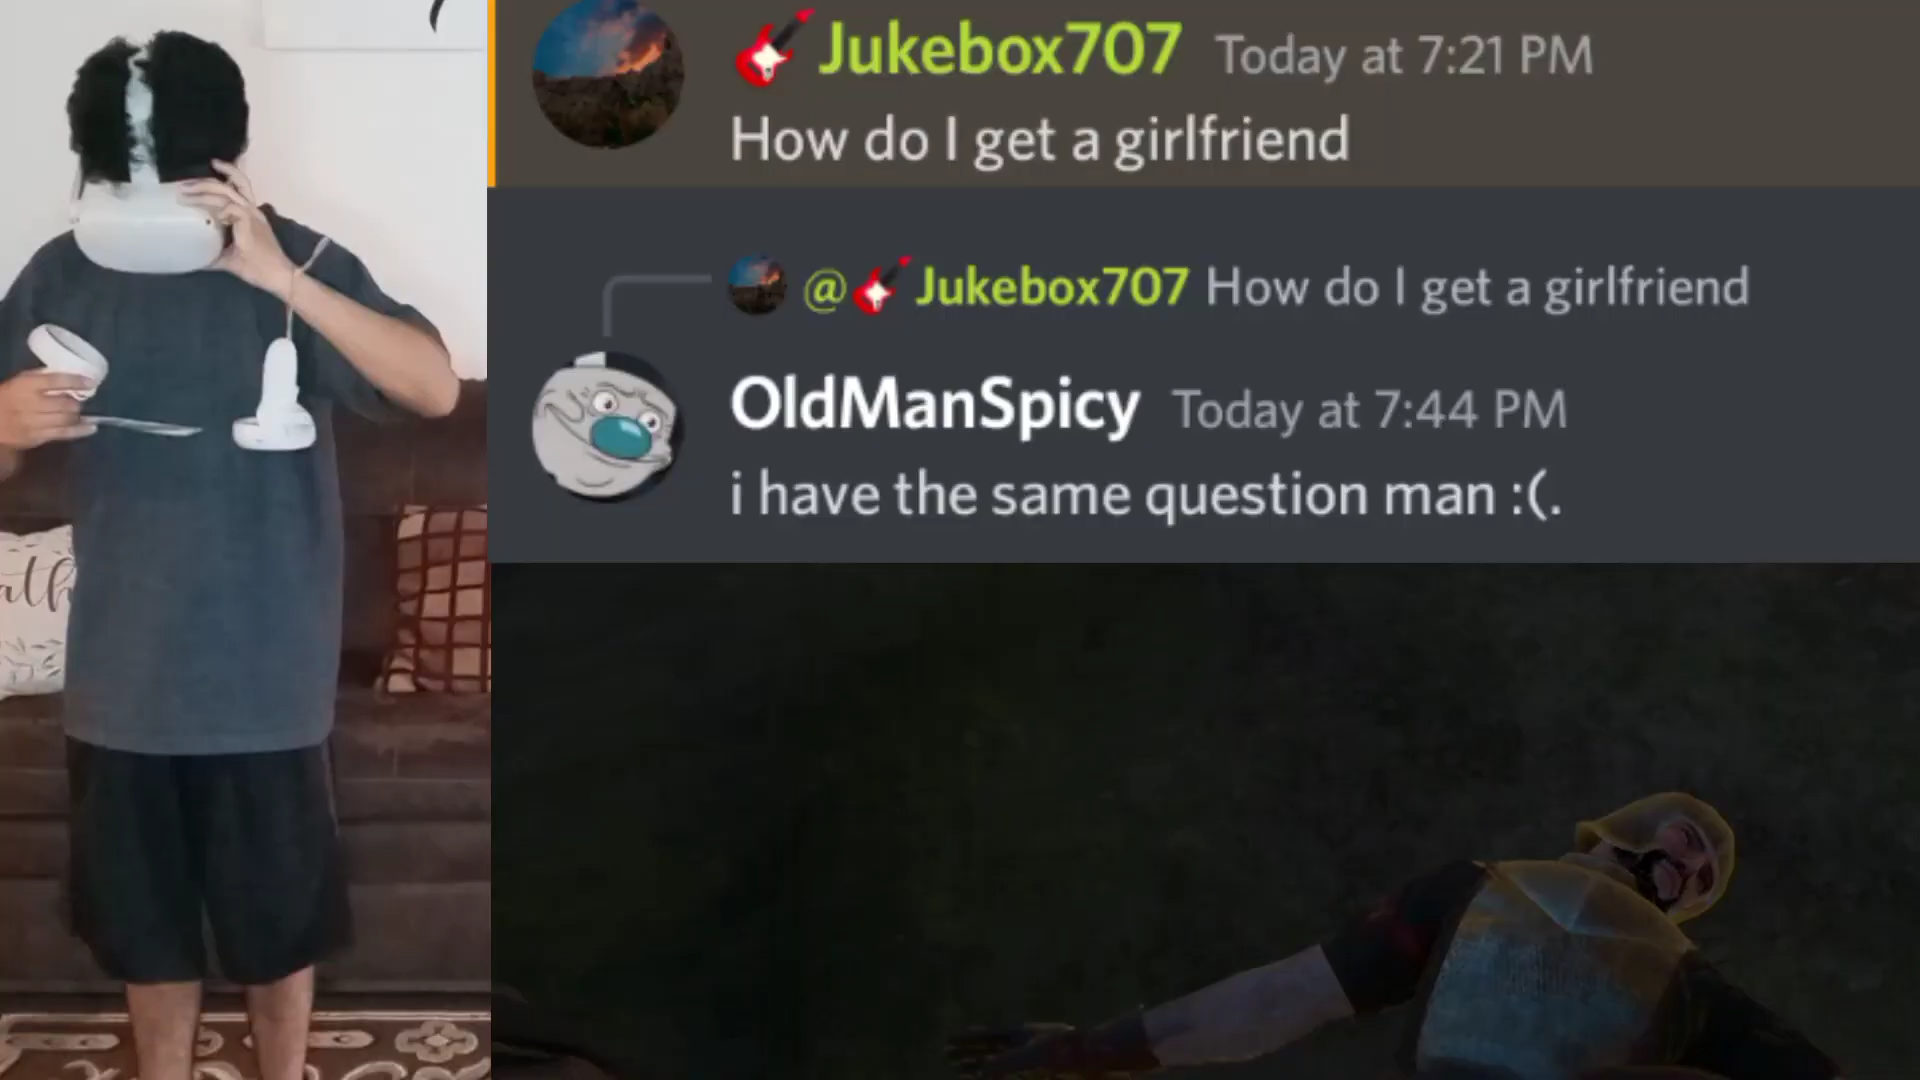 Jukebox707 Today at 7:21 PM
How do I get a girlfriend
@Jukebox707 How do I get a girlfriend
OldManSpicy Today at 7:44 PM
i have the same question man :(.